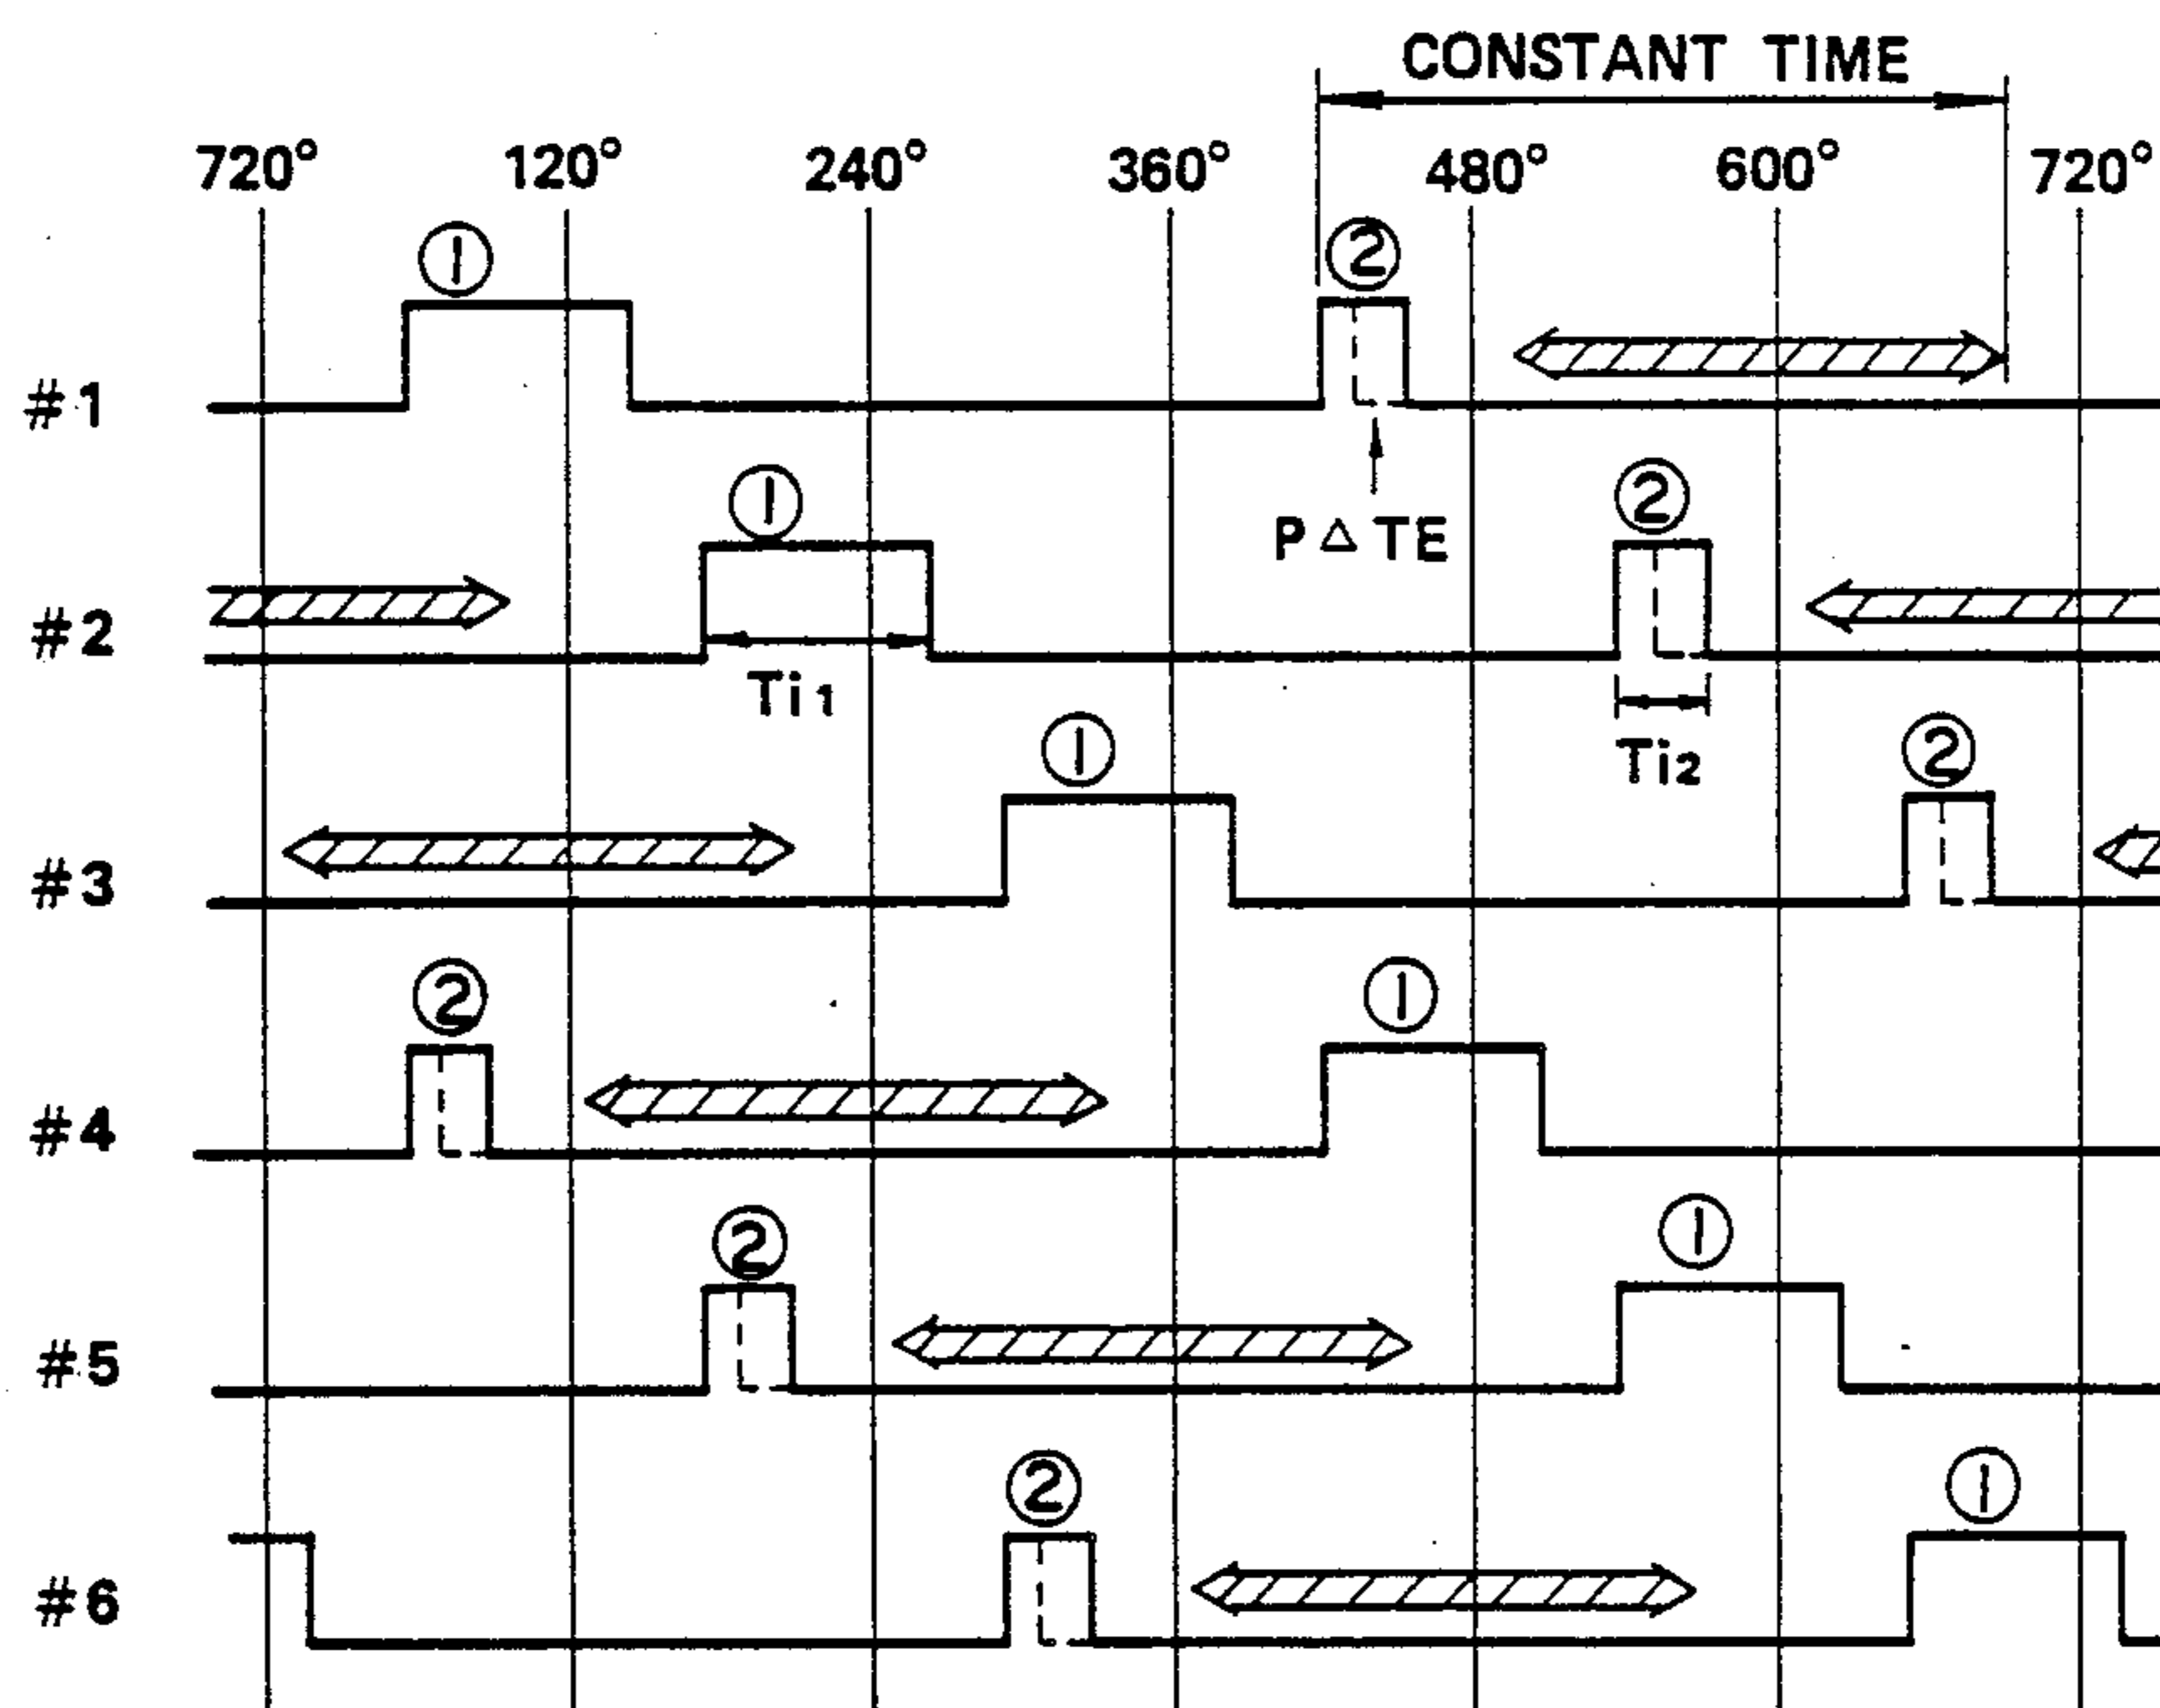 CONSTANT TIME
720° 120° 240° 360° 480° 600° 720°
① ②
#1
P△TE
① ②
#2
Ti1
Ti2
① ②
#3
② ①
#4
② ①
#5
② ①
#6